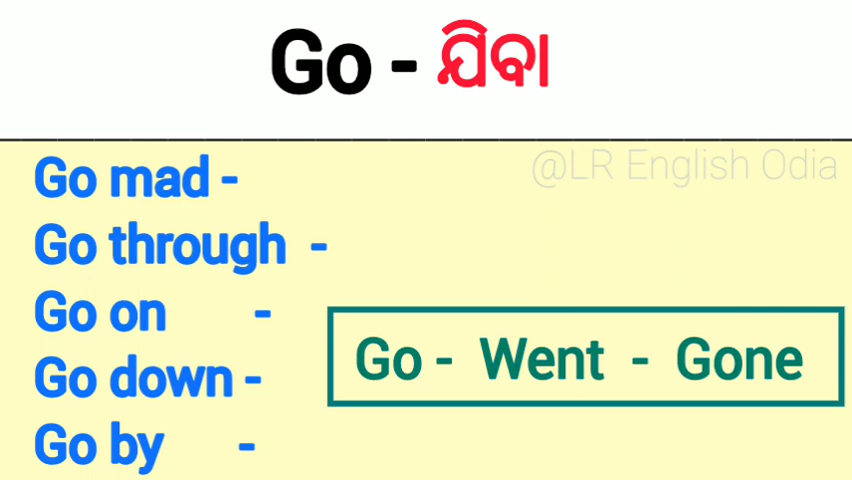 Go - ଯିବା
@LR English Odia
Go mad -
Go through -
Go on -
Go down -
Go by -
Go - Went - Gone